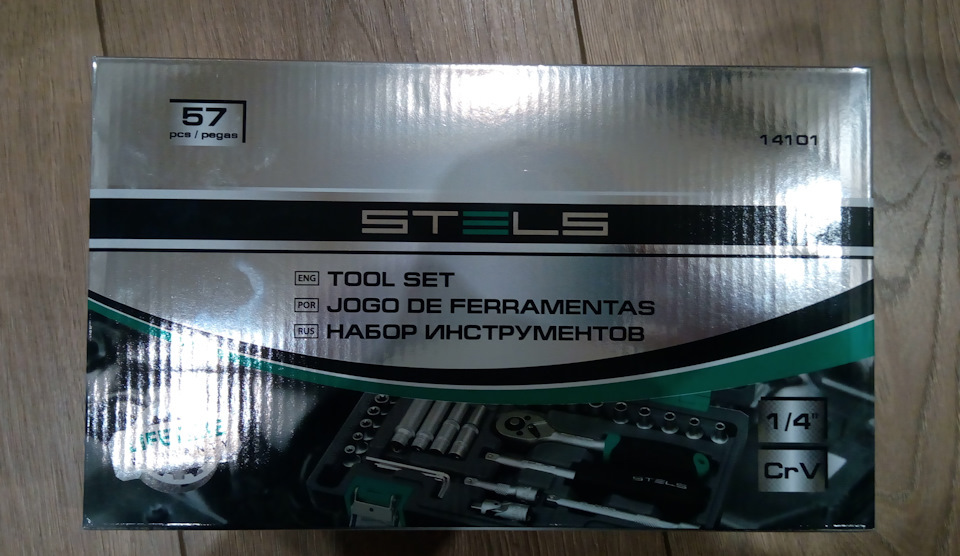 57
pcs / peças
14101
STELS
ENG TOOL SET
POR JOGO DE FERRAMENTAS
RUS НАБОР ИНСТРУМЕНТОВ
1/4"
CrV
STELS